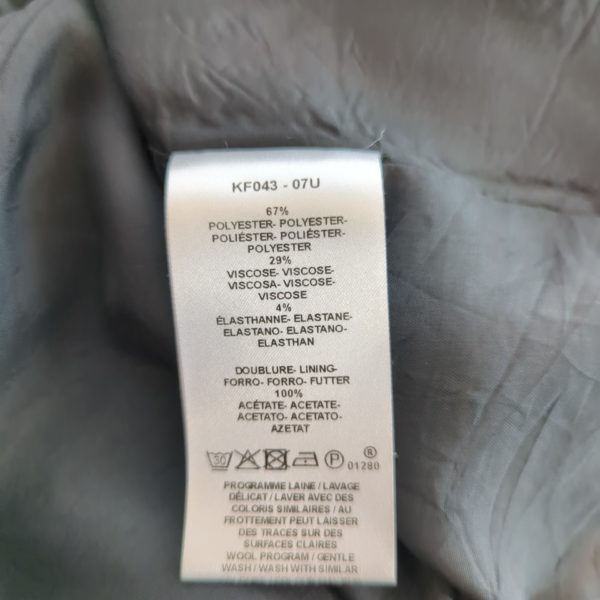 KF043 - 07U
67%
POLYESTER- POLYESTER-
POLIÉSTER- POLIÉSTER-
POLYESTER
29%
VISCOSE- VISCOSE-
VISCOSA- VISCOSE-
VISCOSE
4%
ÉLASTHANNE- ELASTANE-
ELASTANO- ELASTANO-
ELASTHAN
DOUBLURE- LINING-
FORRO- FORRO- FUTTER
100%
ACÉTATE- ACETATE-
ACETATO- ACETATO-
AZETAT
30 P ® 01280
PROGRAMME LAINE / LAVAGE
DÉLICAT / LAVER AVEC DES
COLORIS SIMILAIRES / AU
FROTTEMENT PEUT LAISSER
DES TRACES SUR DES
SURFACES CLAIRES
WOOL PROGRAM / GENTLE
WASH / WASH WITH SIMILAR